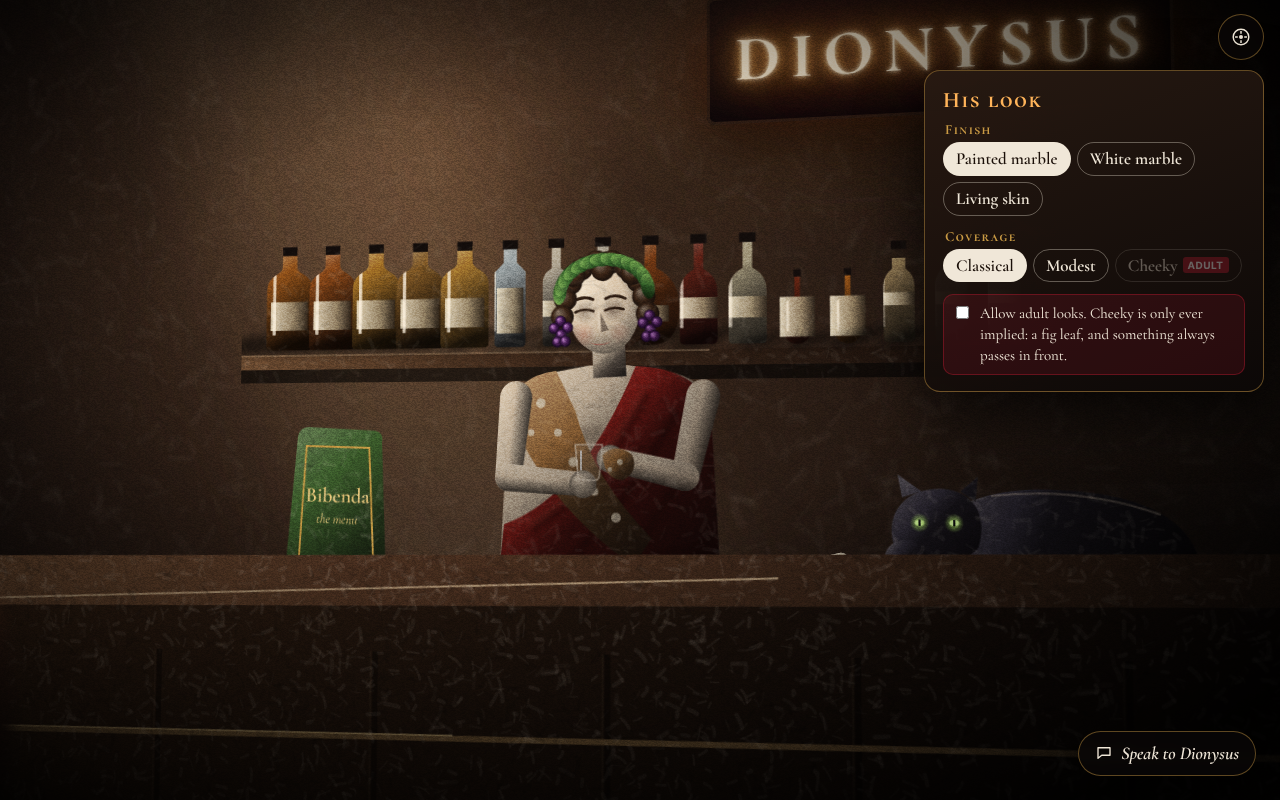 DIONYSUS
His look
Finish
Painted marble
White marble
Living skin
Coverage
Classical
Modest
Cheeky ADULT
Allow adult looks. Cheeky is only ever
implied: a fig leaf, and something always
passes in front.
Bibenda
the menu
Speak to Dionysus